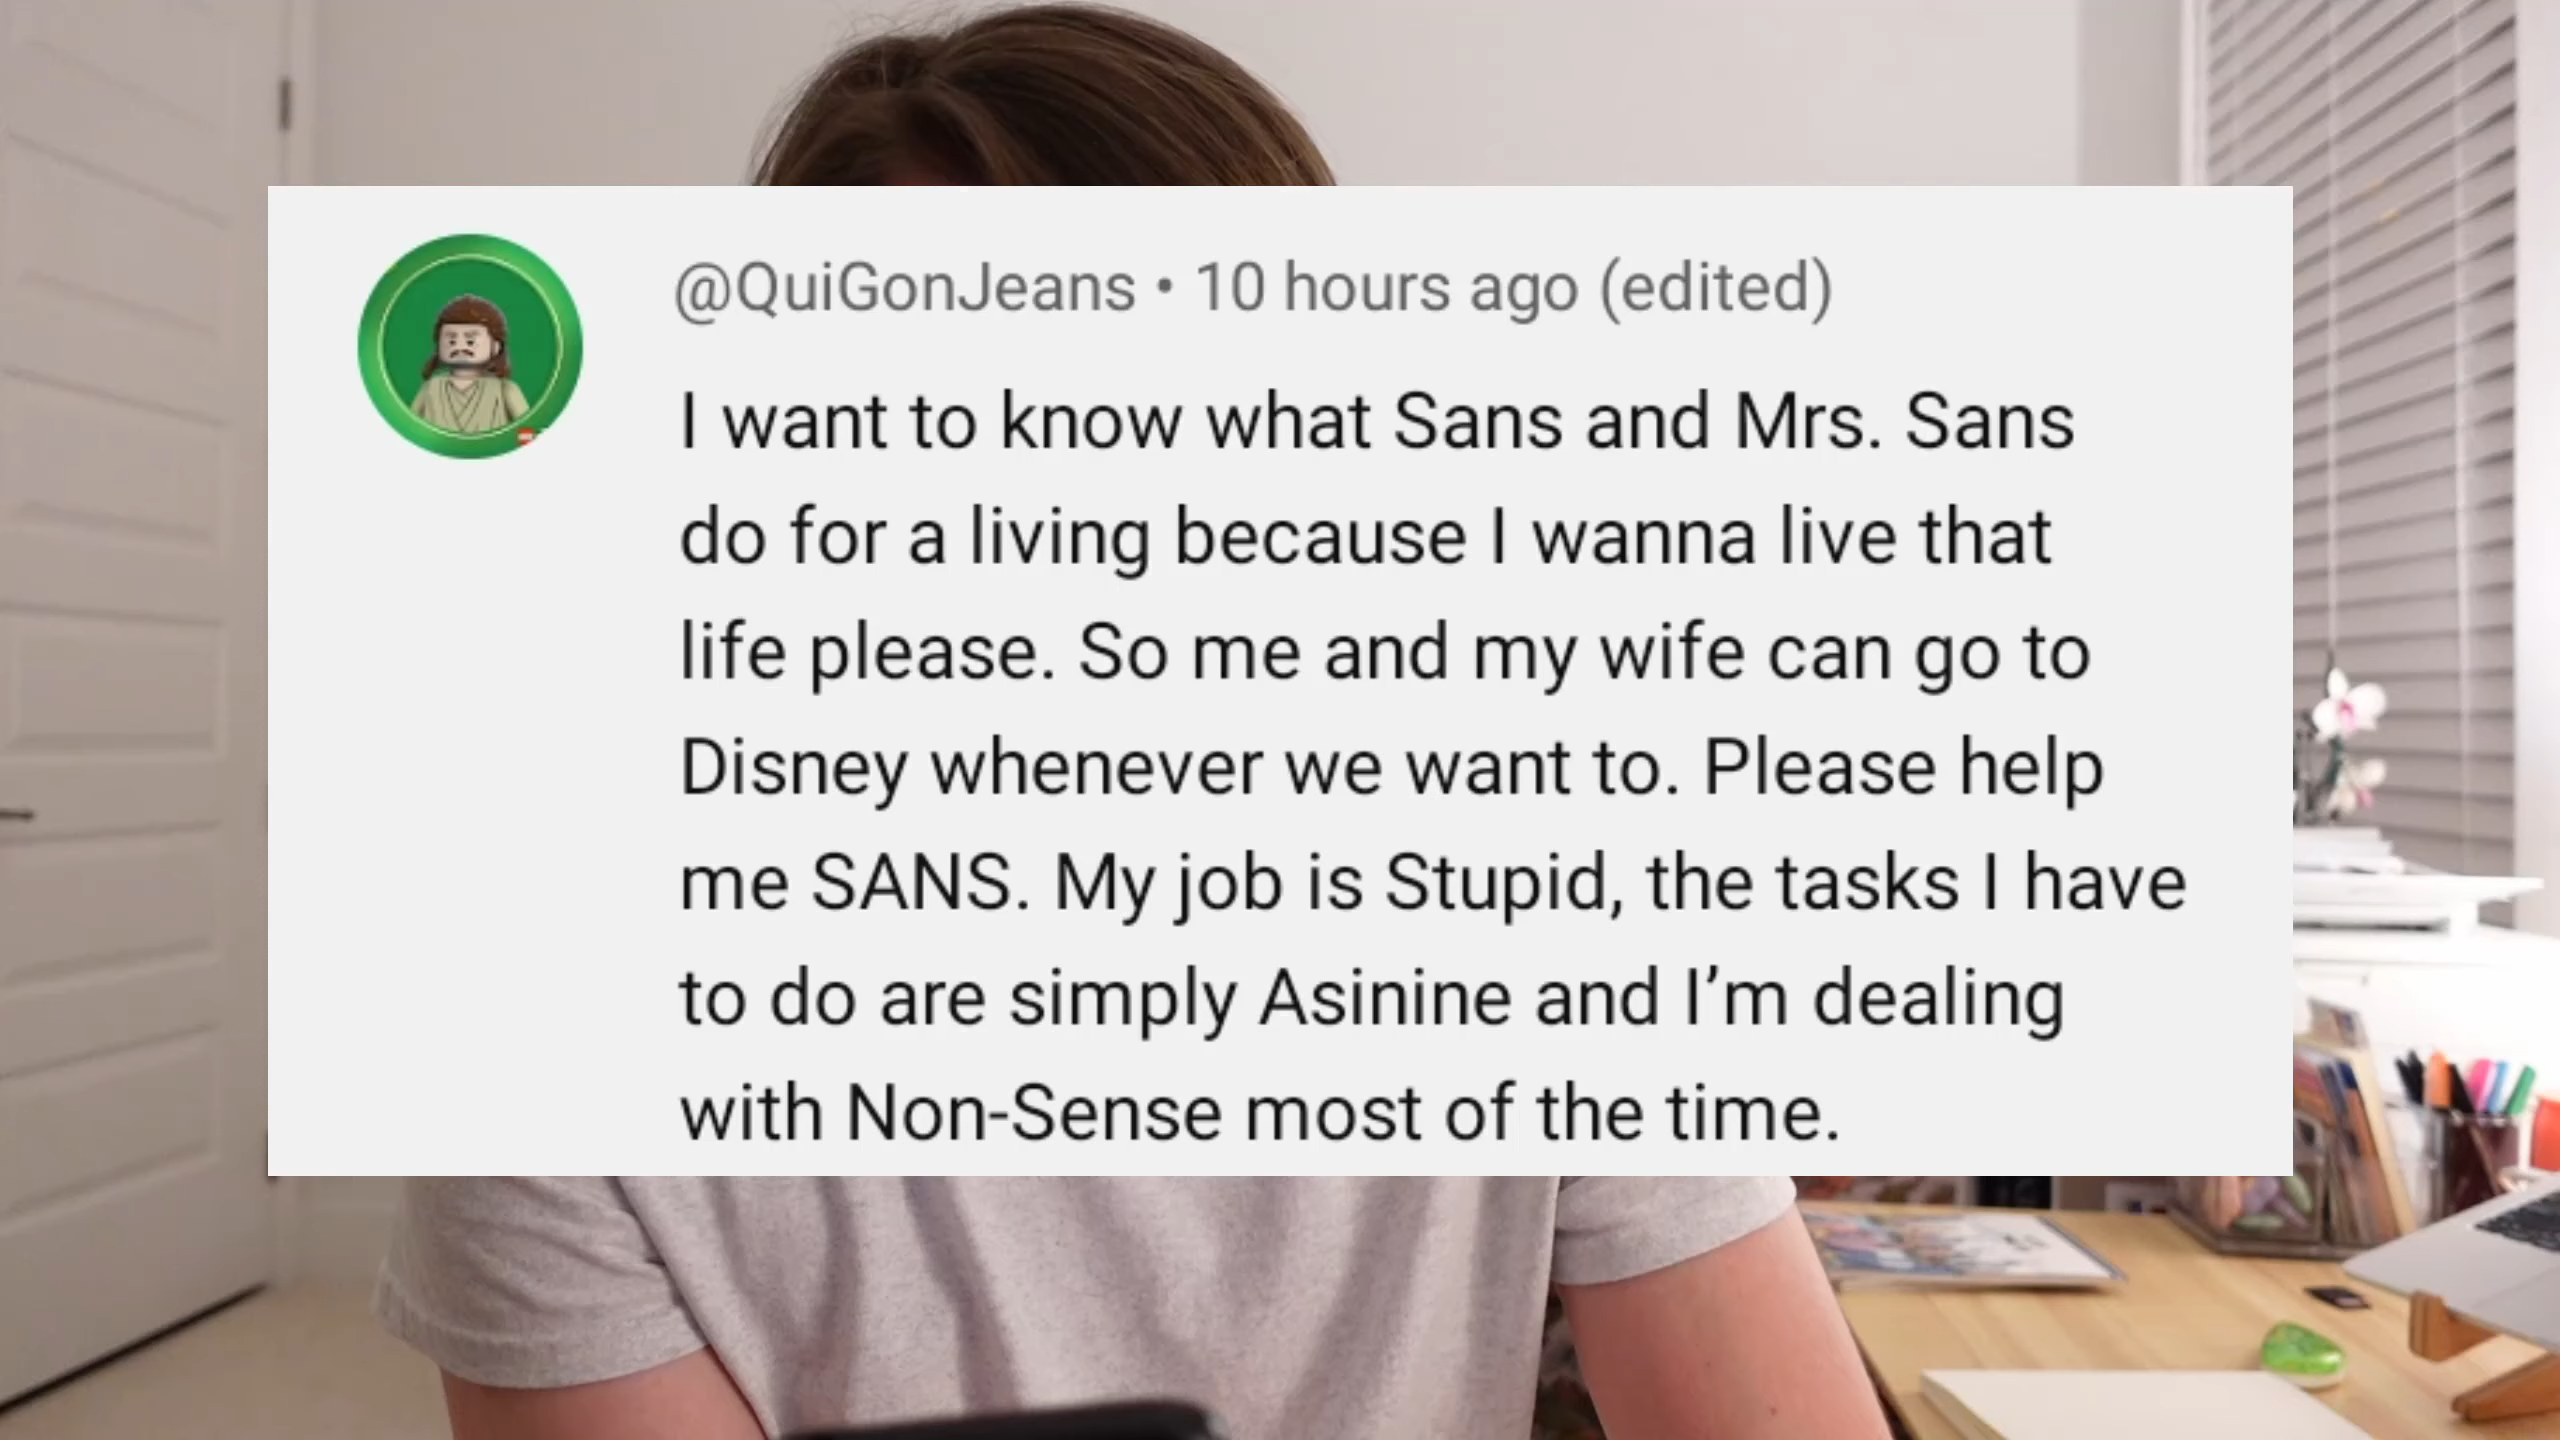 @QuiGonJeans • 10 hours ago (edited)
I want to know what Sans and Mrs. Sans
do for a living because I wanna live that
life please. So me and my wife can go to
Disney whenever we want to. Please help
me SANS. My job is Stupid, the tasks I have
to do are simply Asinine and I’m dealing
with Non-Sense most of the time.